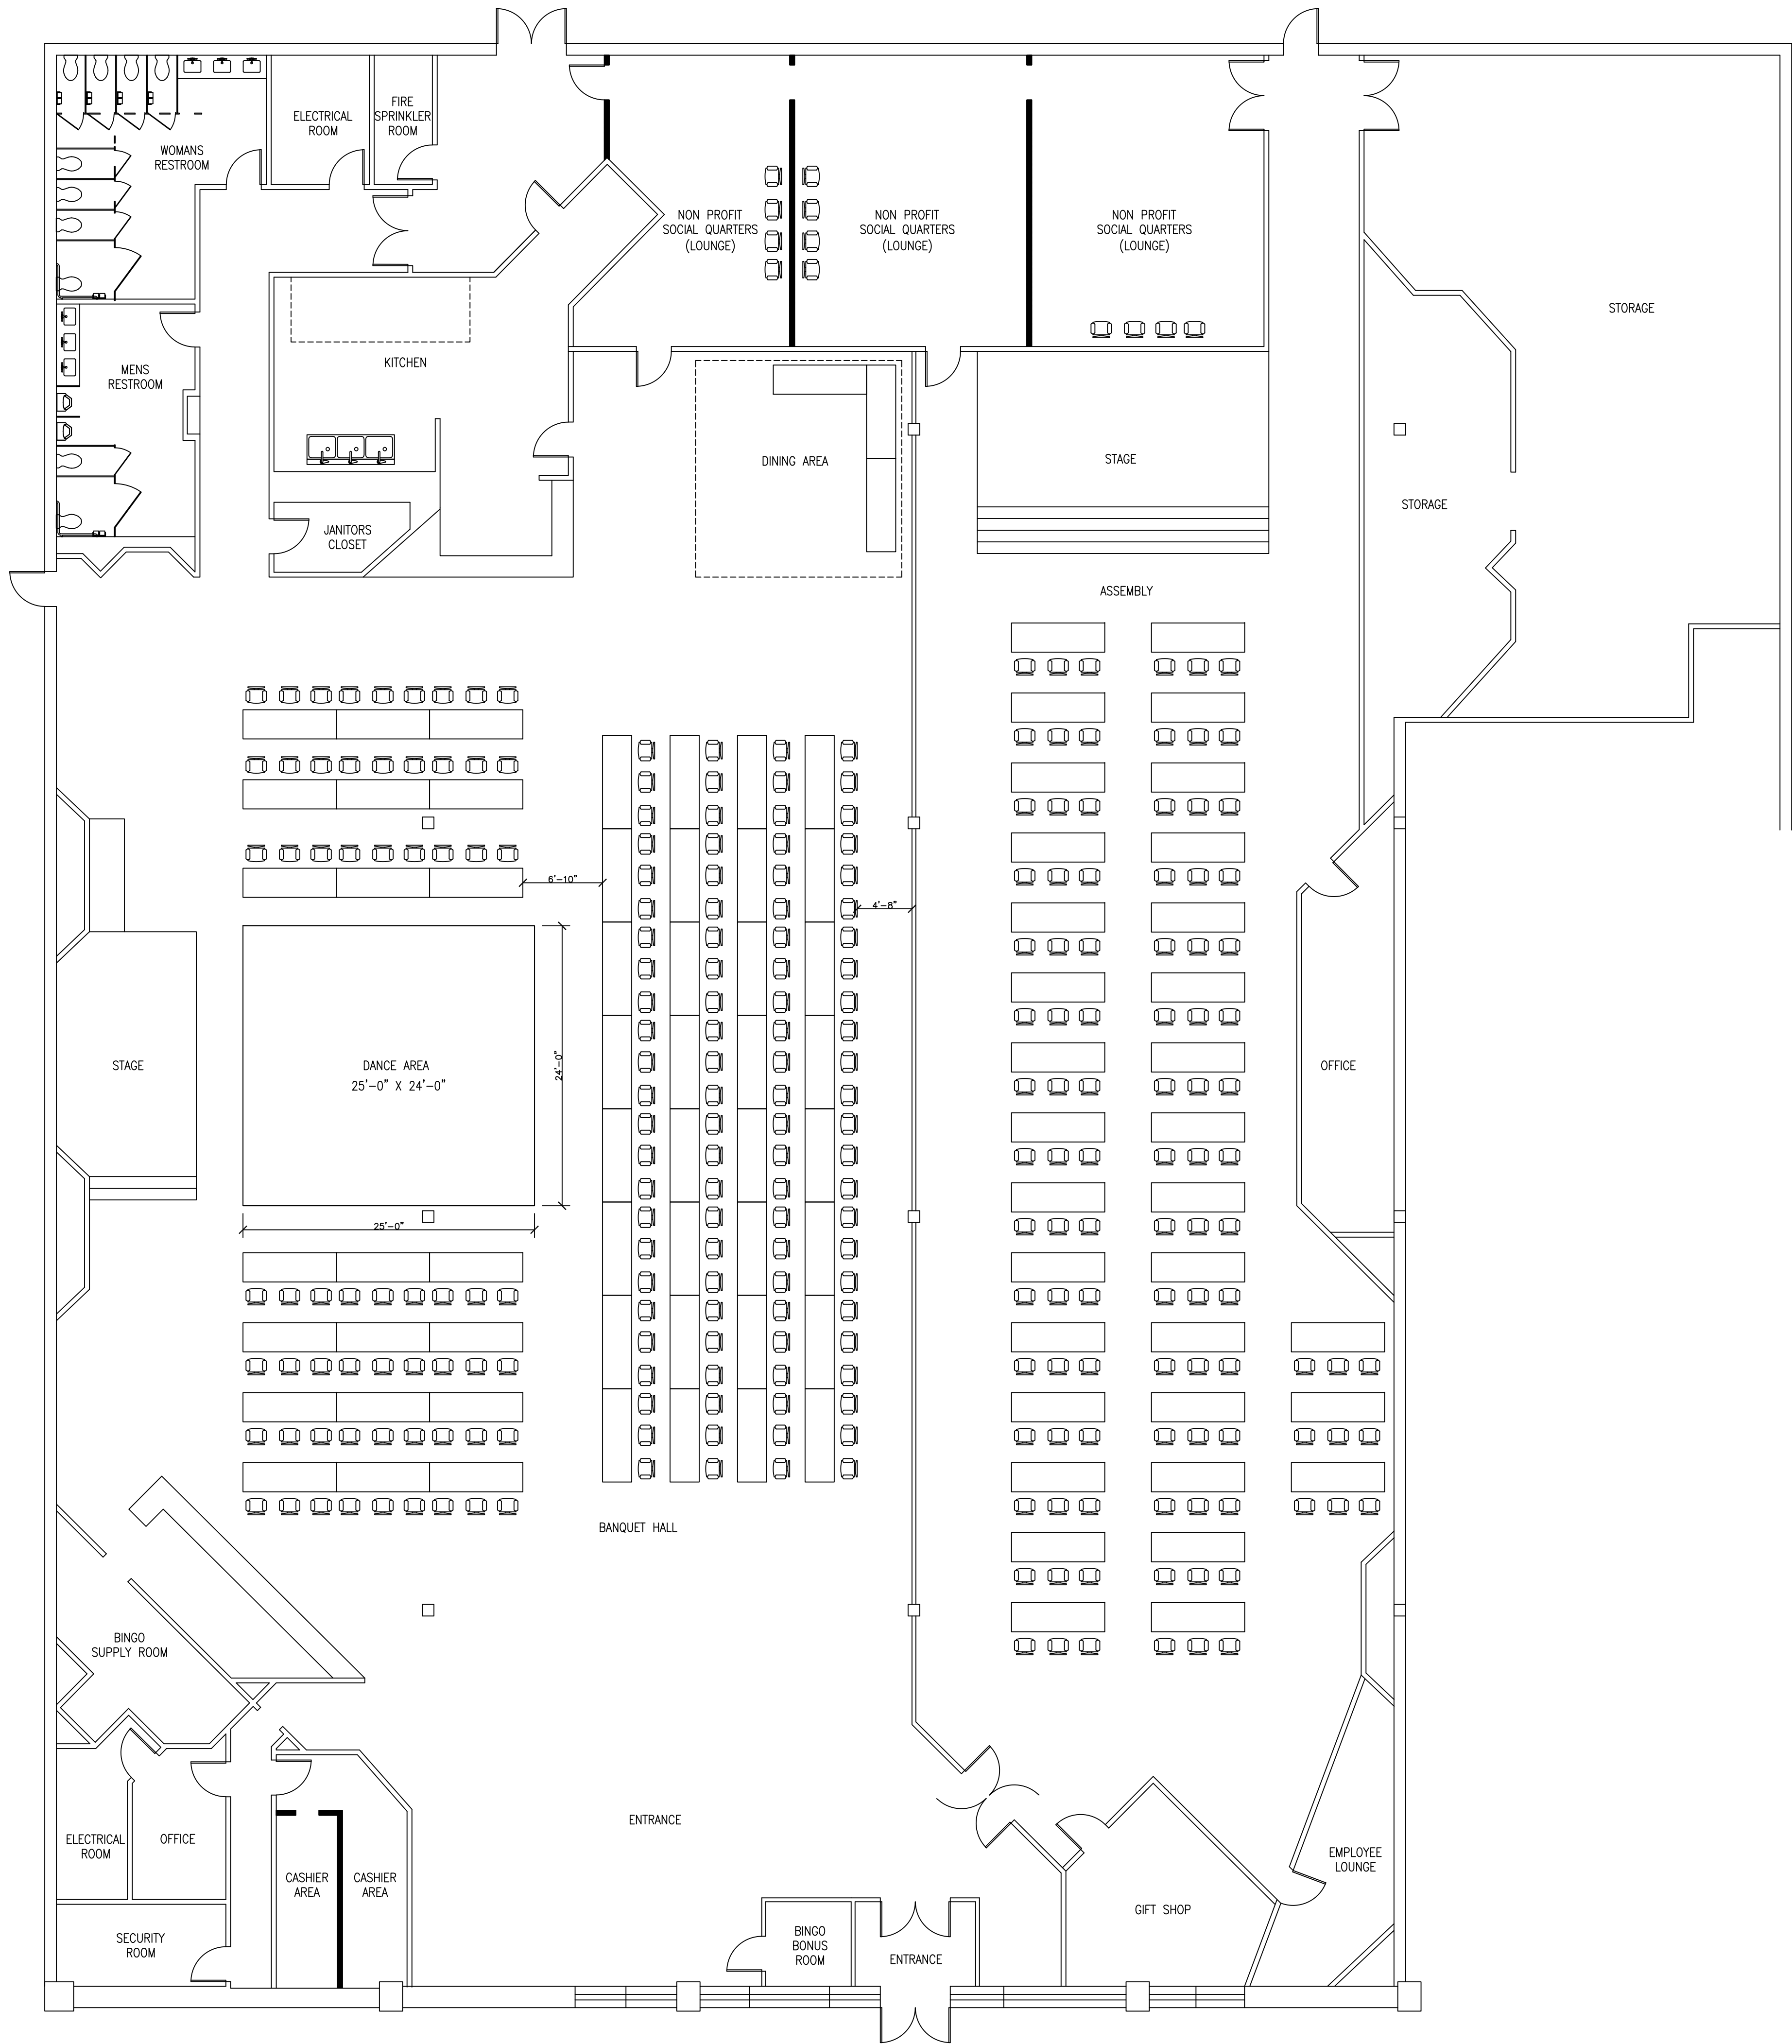 ELECTRICAL
ROOM
FIRE
SPRINKLER
ROOM
WOMANS
RESTROOM
NON PROFIT
SOCIAL QUARTERS
(LOUNGE)
NON PROFIT
SOCIAL QUARTERS
(LOUNGE)
NON PROFIT
SOCIAL QUARTERS
(LOUNGE)
STORAGE
KITCHEN
MENS
RESTROOM
DINING AREA
STAGE
STORAGE
JANITORS
CLOSET
ASSEMBLY
6'-10"
4'-8"
STAGE
DANCE AREA
25'-0" X 24'-0"
24'-0"
OFFICE
25'-0"
BANQUET HALL
BINGO
SUPPLY ROOM
ENTRANCE
ELECTRICAL
ROOM
OFFICE
CASHIER
AREA
CASHIER
AREA
EMPLOYEE
LOUNGE
GIFT SHOP
SECURITY
ROOM
BINGO
BONUS
ROOM
ENTRANCE